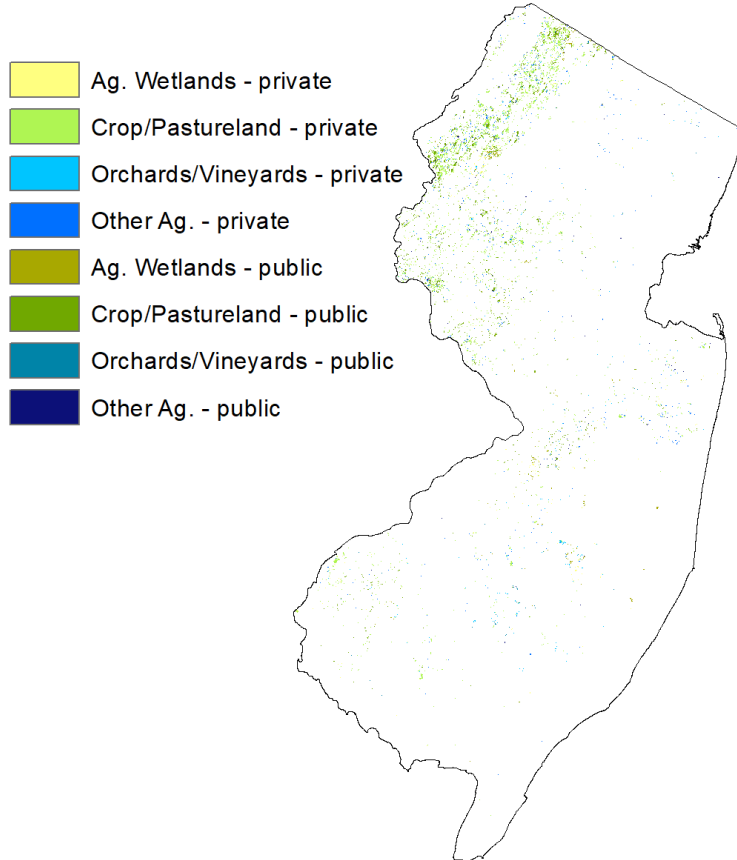 Ag. Wetlands - private
Crop/Pastureland - private
Orchards/Vineyards - private
Other Ag. - private
Ag. Wetlands - public
Crop/Pastureland - public
Orchards/Vineyards - public
Other Ag. - public